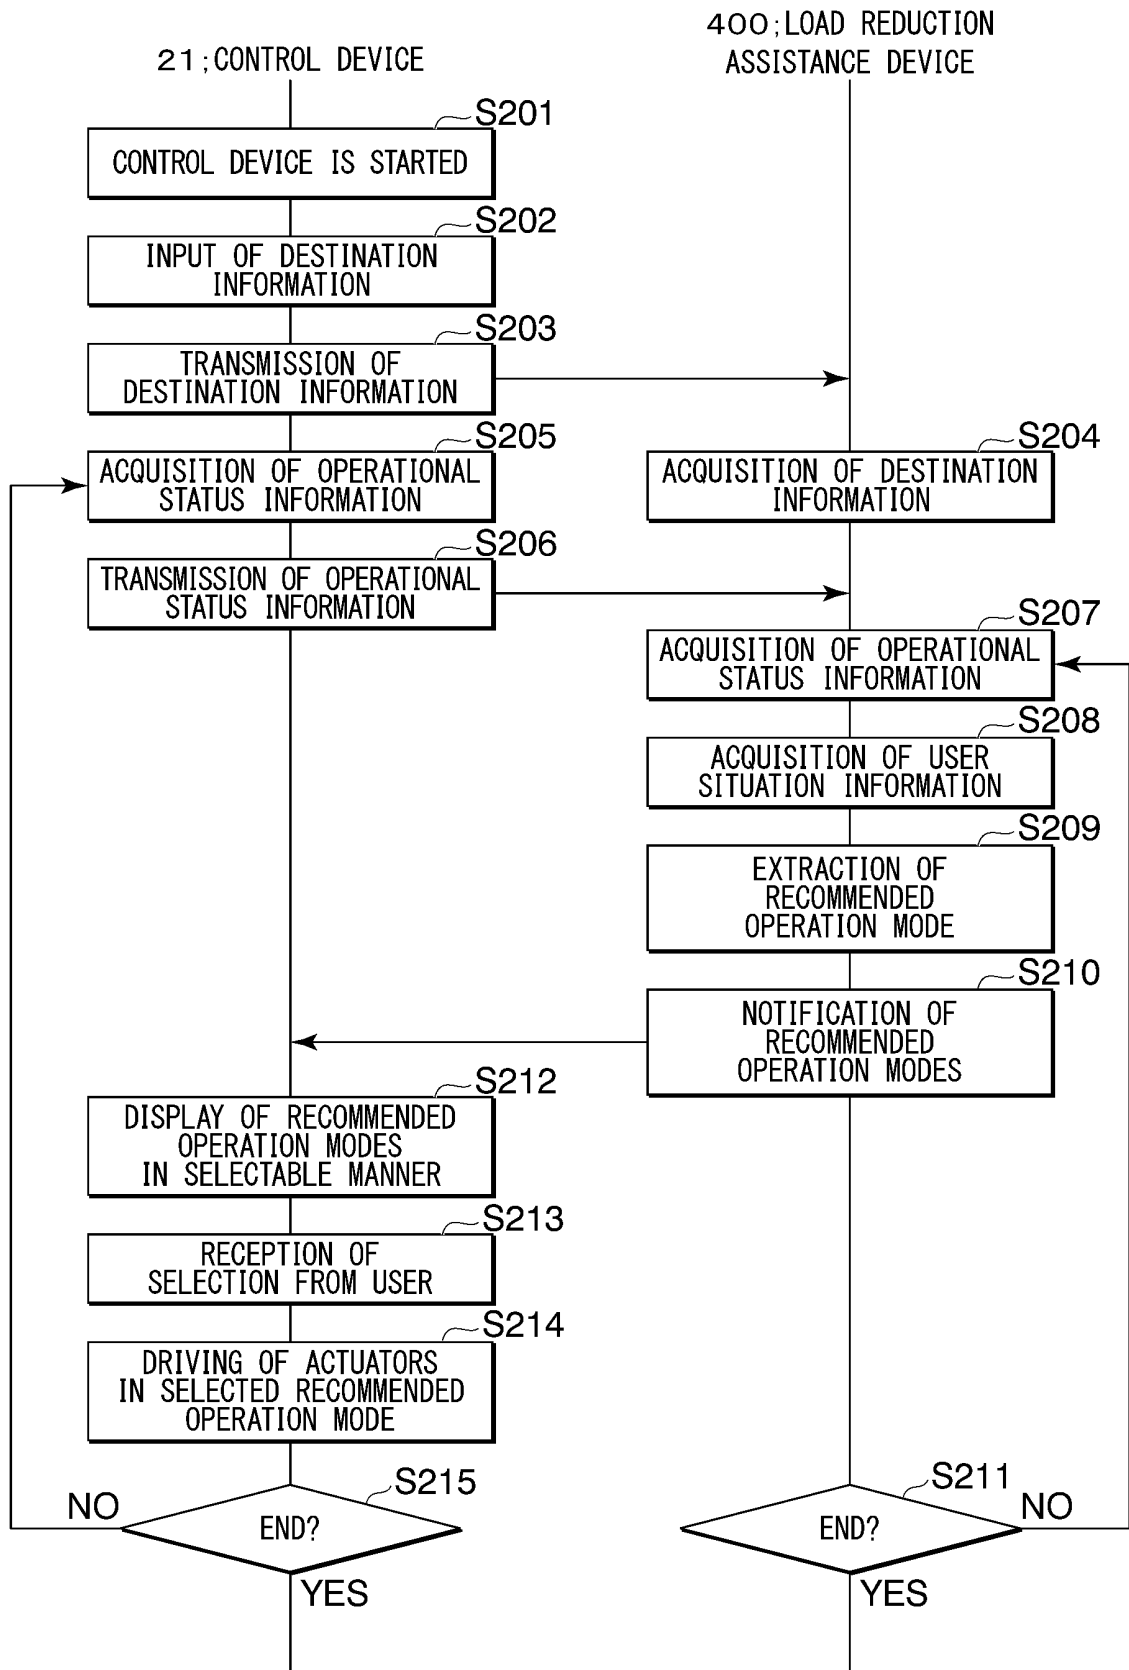 400;LOAD REDUCTION
ASSISTANCE DEVICE
21;CONTROL DEVICE
S201
CONTROL DEVICE IS STARTED
S202
INPUT OF DESTINATION
INFORMATION
S203
TRANSMISSION OF
DESTINATION INFORMATION
S205
ACQUISITION OF OPERATIONAL
STATUS INFORMATION
S204
ACQUISITION OF DESTINATION
INFORMATION
S206
TRANSMISSION OF OPERATIONAL
STATUS INFORMATION
S207
ACQUISITION OF OPERATIONAL
STATUS INFORMATION
S208
ACQUISITION OF USER
SITUATION INFORMATION
S209
EXTRACTION OF
RECOMMENDED
OPERATION MODE
S210
NOTIFICATION OF
RECOMMENDED
OPERATION MODES
S212
DISPLAY OF RECOMMENDED
OPERATION MODES
IN SELECTABLE MANNER
S213
RECEPTION OF
SELECTION FROM USER
S214
DRIVING OF ACTUATORS
IN SELECTED RECOMMENDED
OPERATION MODE
S215
NO
END?
YES
S211
NO
END?
YES